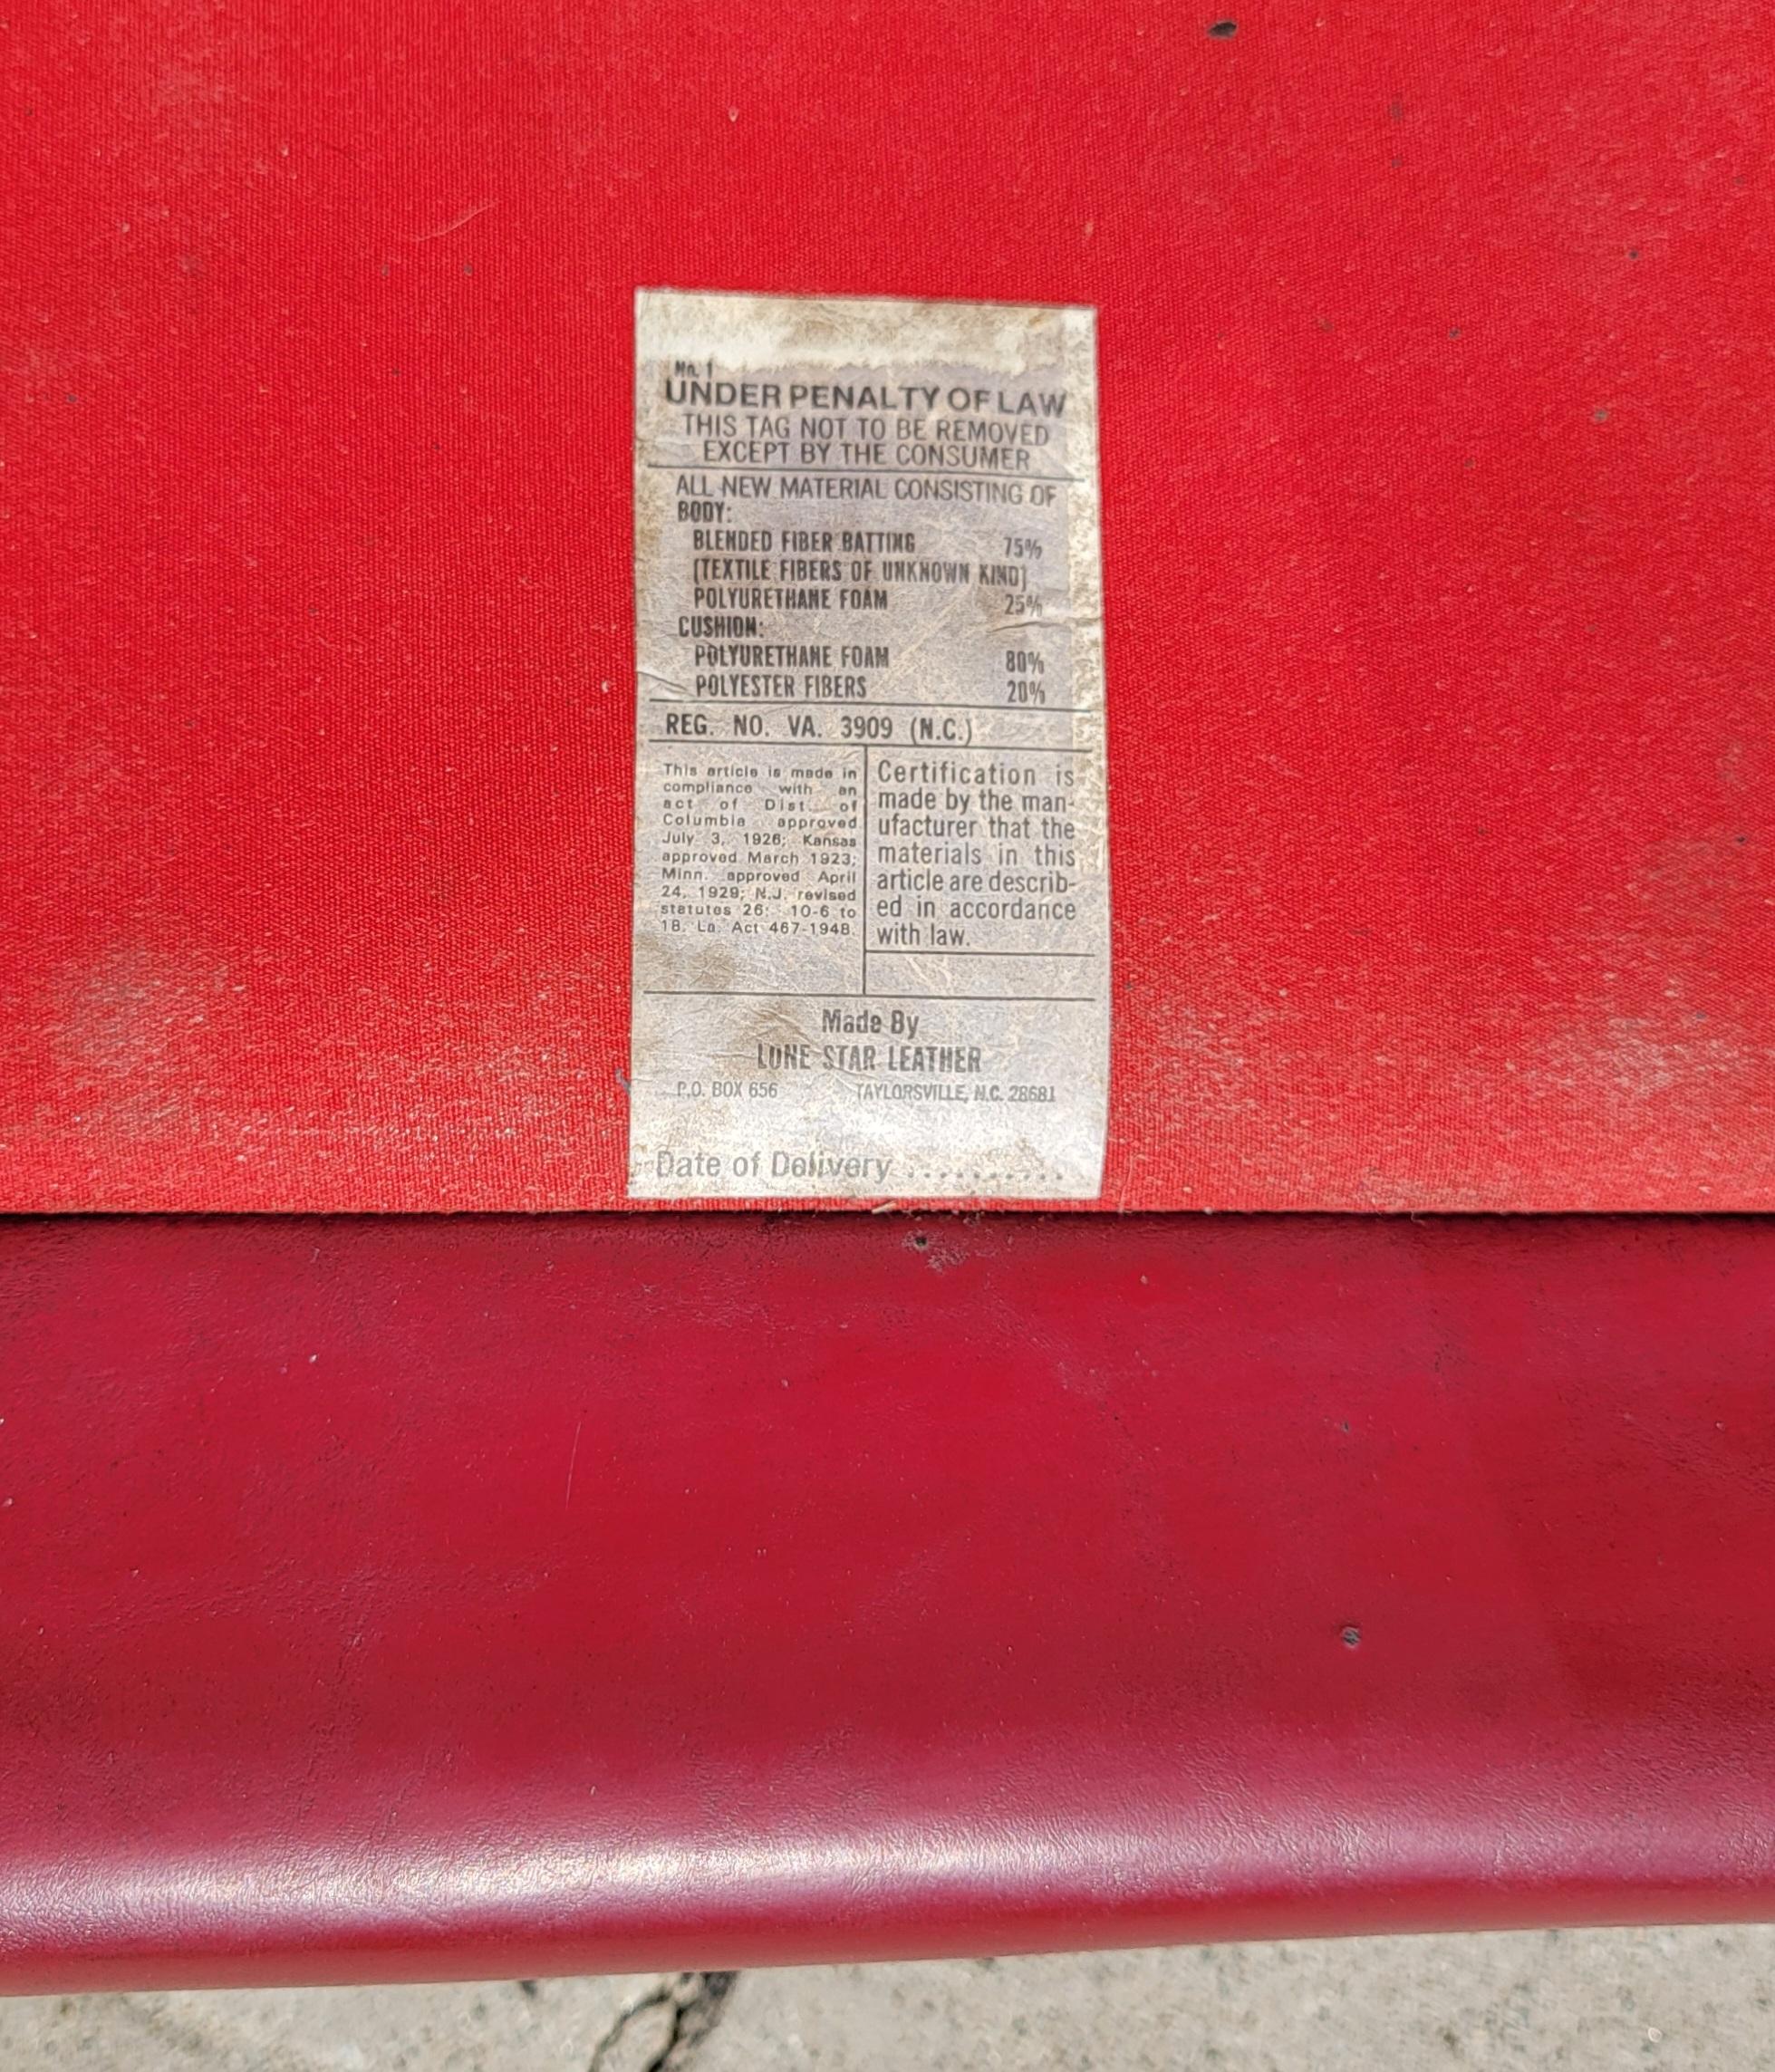 No. 1
UNDER PENALTY OF LAW
THIS TAG NOT TO BE REMOVED
EXCEPT BY THE CONSUMER
ALL NEW MATERIAL CONSISTING OF
BODY:
BLENDED FIBER BATTING 75%
(TEXTILE FIBERS OF UNKNOWN KIND)
POLYURETHANE FOAM 25%
CUSHION:
POLYURETHANE FOAM 80%
POLYESTER FIBERS 20%
REG. NO. VA. 3909 (N.C.)
This article is made in
compliance with an
act of Dist. of
Columbia approved
July 3, 1926; Kansas
approved March 1923;
Minn. approved April
24, 1929; N.J. revised
statutes 26: 10-6 to
18. La. Act 467-1948.
Certification is
made by the man-
ufacturer that the
materials in this
article are describ-
ed in accordance
with law.
Made By
LONE STAR LEATHER
P.O. BOX 656 TAYLORSVILLE, N.C. 28681
Date of Delivery ..........